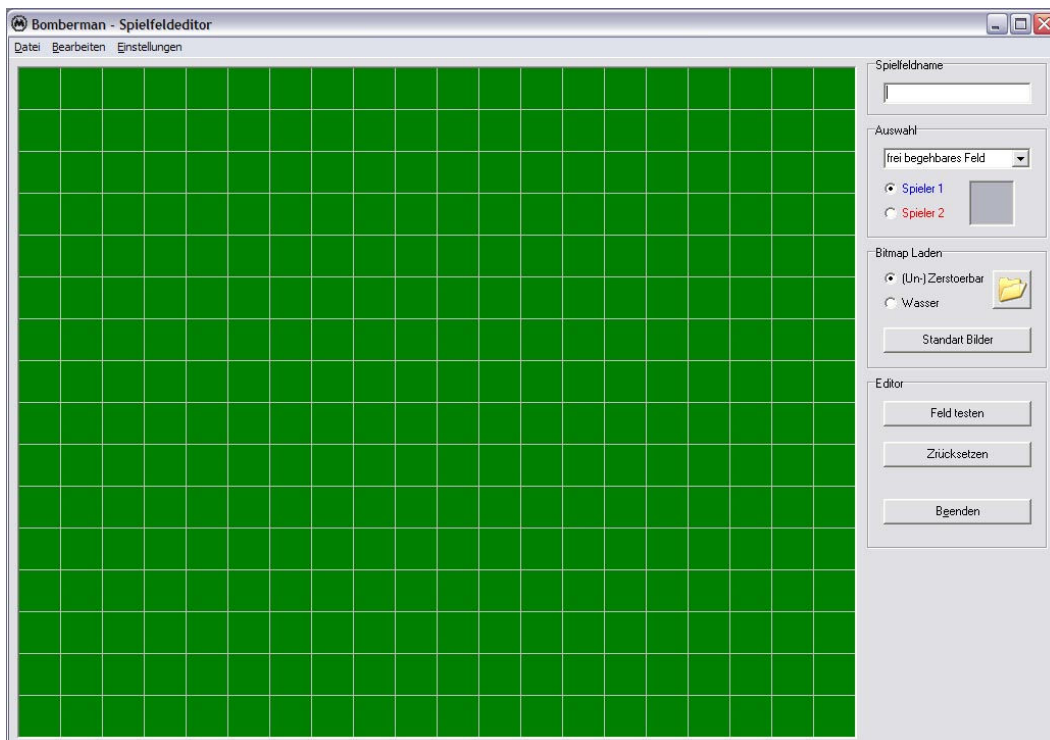 Bomberman - Spielfeldeditor
Datei Bearbeiten Einstellungen
Spielfeldname
Auswahl
frei begehbares Feld
Spieler 1
Spieler 2
Bitmap Laden
(Un-) Zerstoerbar
Wasser
Standart Bilder
Editor
Feld testen
Zrücksetzen
Beenden